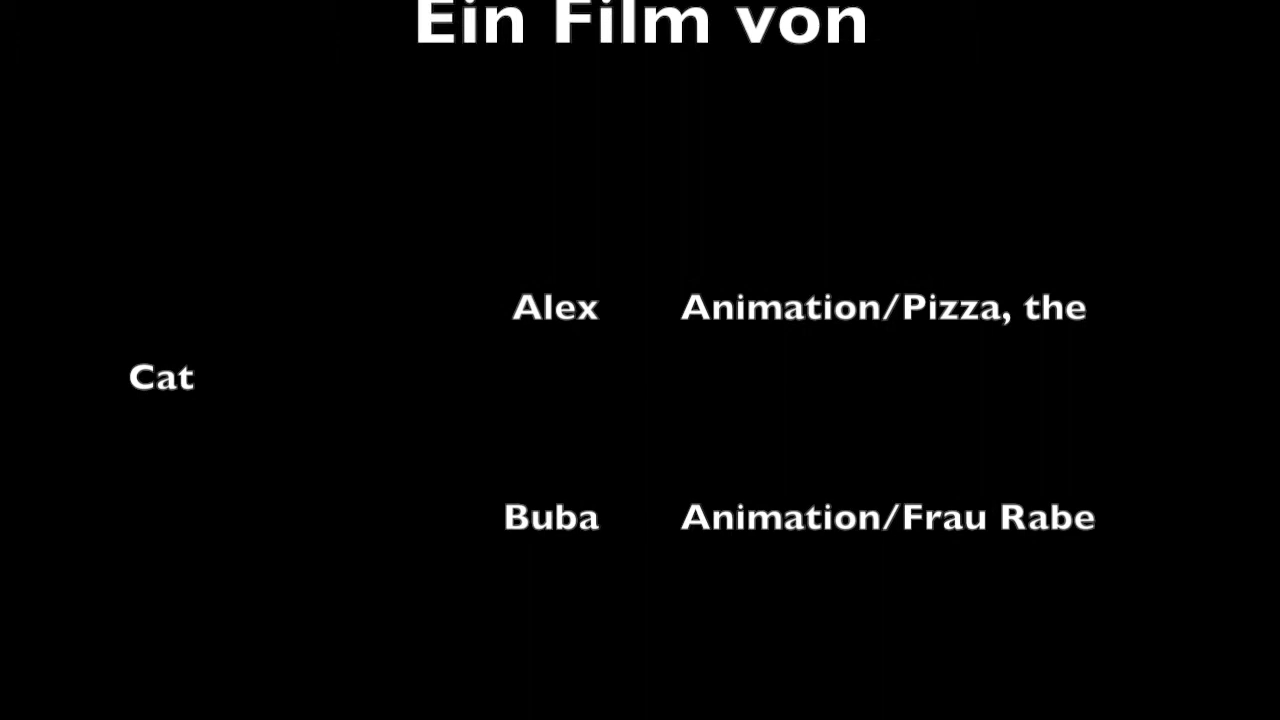 Ein Film von
Alex Animation/Pizza, the
Cat
Buba Animation/Frau Rabe